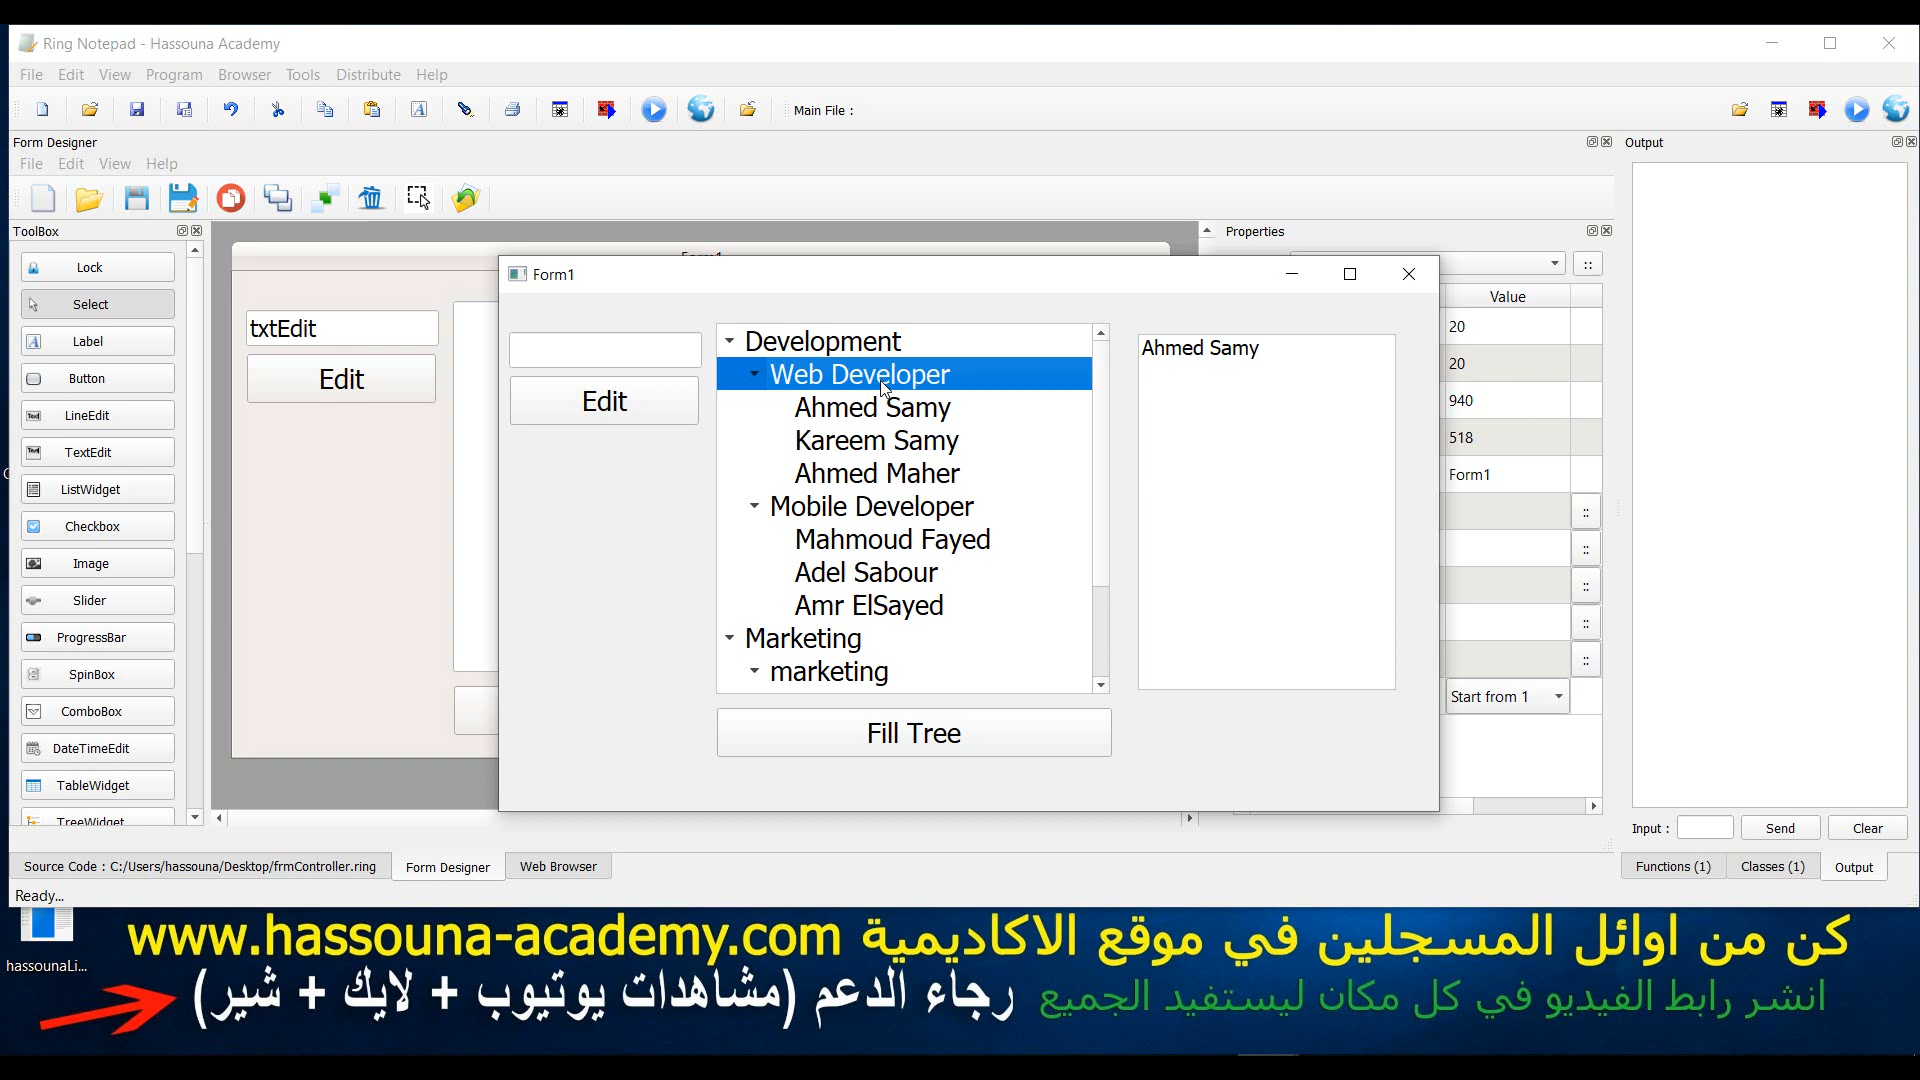 Ring Notepad - Hassouna Academy
File Edit View Program Browser Tools Distribute Help
Main File :
Form Designer
Output
File Edit View Help
ToolBox
Properties
Lock
Select
Label
Button
LineEdit
TextEdit
ListWidget
Checkbox
Image
Slider
ProgressBar
SpinBox
ComboBox
DateTimeEdit
TableWidget
TreeWidget
txtEdit
Edit
Form1
Edit
Development
Web Developer
Ahmed Samy
Kareem Samy
Ahmed Maher
Mobile Developer
Mahmoud Fayed
Adel Sabour
Amr ElSayed
Marketing
marketing
Fill Tree
Ahmed Samy
Value
20
20
940
518
Form1
Start from 1
Input :
Send
Clear
Source Code : C:/Users/hassouna/Desktop/frmController.ring
Form Designer
Web Browser
Functions (1)
Classes (1)
Output
Ready...
hassounaLi...
كن من اوائل المسجلين في موقع الاكاديمية www.hassouna-academy.com
انشر رابط الفيديو في كل مكان ليستفيد الجميع
رجاء الدعم (مشاهدات يوتيوب + لايك + شير)